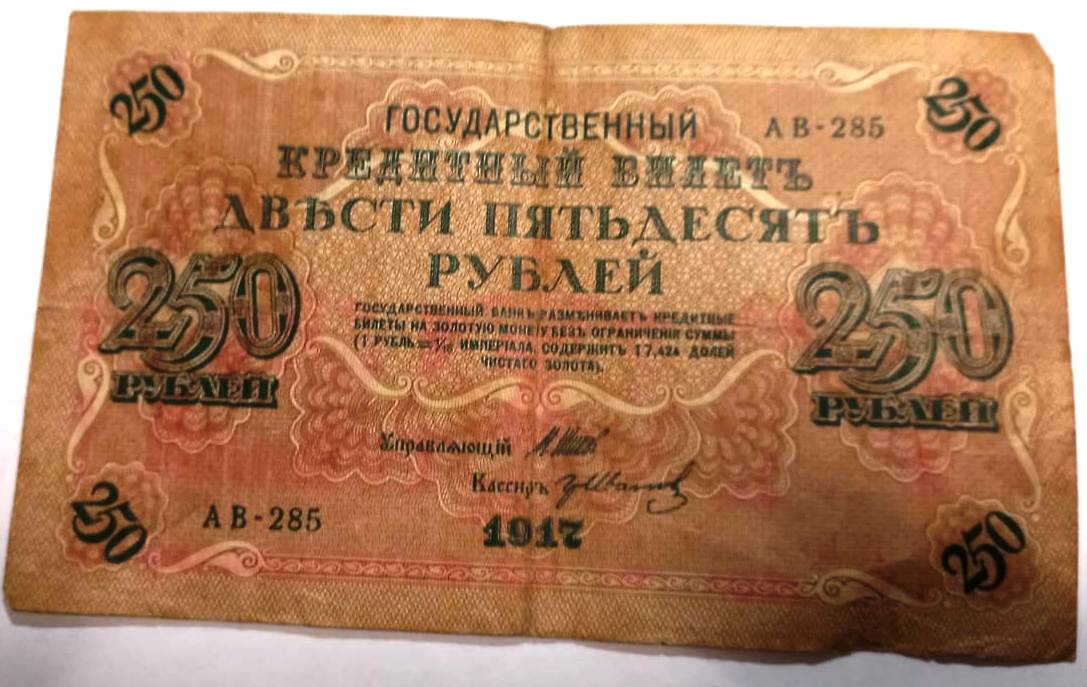 250 250
ГОСУДАРСТВЕННЫЙ АВ-285
КРЕДИТНЫЙ БИЛЕТЪ
ДВѢСТИ ПЯТЬДЕСЯТЪ
РУБЛЕЙ
250 250
РУБЛЕЙ РУБЛЕЙ
ГОСУДАРСТВЕННЫЙ БАНКЪ РАЗМѢНИВАЕТЪ КРЕДИТНЫЕ
БИЛЕТЫ НА ЗОЛОТУЮ МОНЕТУ БЕЗЪ ОГРАНИЧЕНІЯ СУММЫ
(1 РУБЛЬ = 1/15 ИМПЕРІАЛА, СОДЕРЖИТЪ 17,424 ДОЛЕЙ
ЧИСТАГО ЗОЛОТА).
Управляющій
Кассиръ
АВ-285 1917
250 250